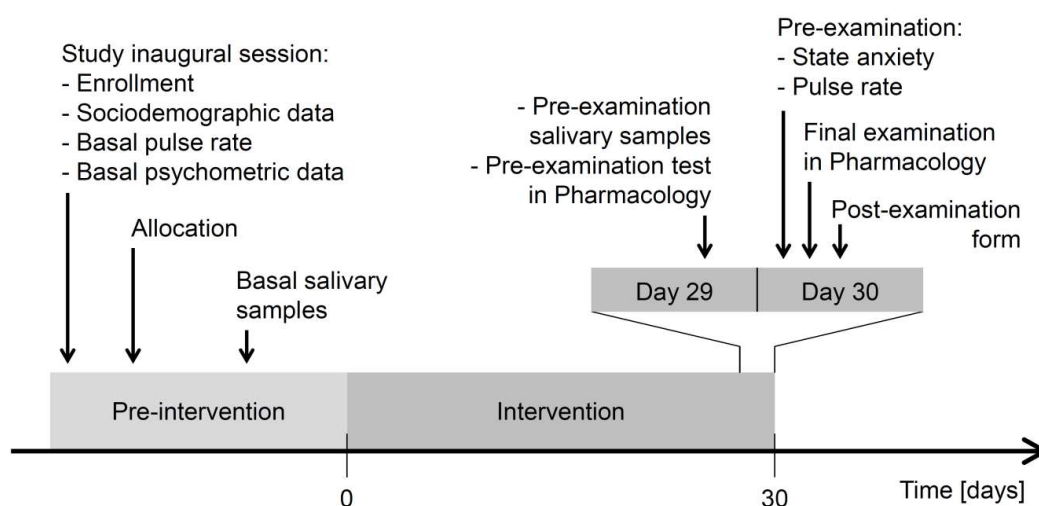 Study inaugural session:
- Enrollment
- Sociodemographic data
- Basal pulse rate
- Basal psychometric data
Allocation
Basal salivary
samples
- Pre-examination
salivary samples
- Pre-examination test
in Pharmacology
Pre-examination:
- State anxiety
- Pulse rate
Final examination
in Pharmacology
Post-examination
form
Day 29
Day 30
Pre-intervention
Intervention
0
30
Time [days]